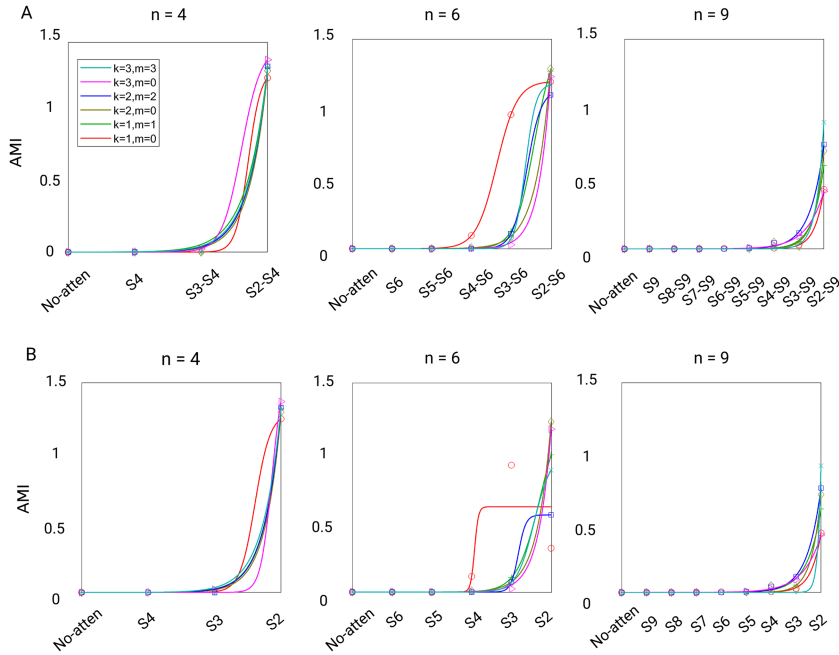 A
n = 4
n = 6
n = 9
AMI
1.5
1
0.5
0
k=3,m=3
k=3,m=0
k=2,m=2
k=2,m=0
k=1,m=1
k=1,m=0
No-atten
S4
S3-S4
S2-S4
1.5
1
0.5
0
No-atten
S6
S5-S6
S4-S6
S3-S6
S2-S6
1.5
1
0.5
0
No-atten
S9
S8-S9
S7-S9
S6-S9
S5-S9
S4-S9
S3-S9
S2-S9
B
n = 4
n = 6
n = 9
AMI
1.5
1
0.5
0
No-atten
S4
S3
S2
1.5
1
0.5
0
No-atten
S6
S5
S4
S3
S2
1.5
1
0.5
0
No-atten
S9
S8
S7
S6
S5
S4
S3
S2